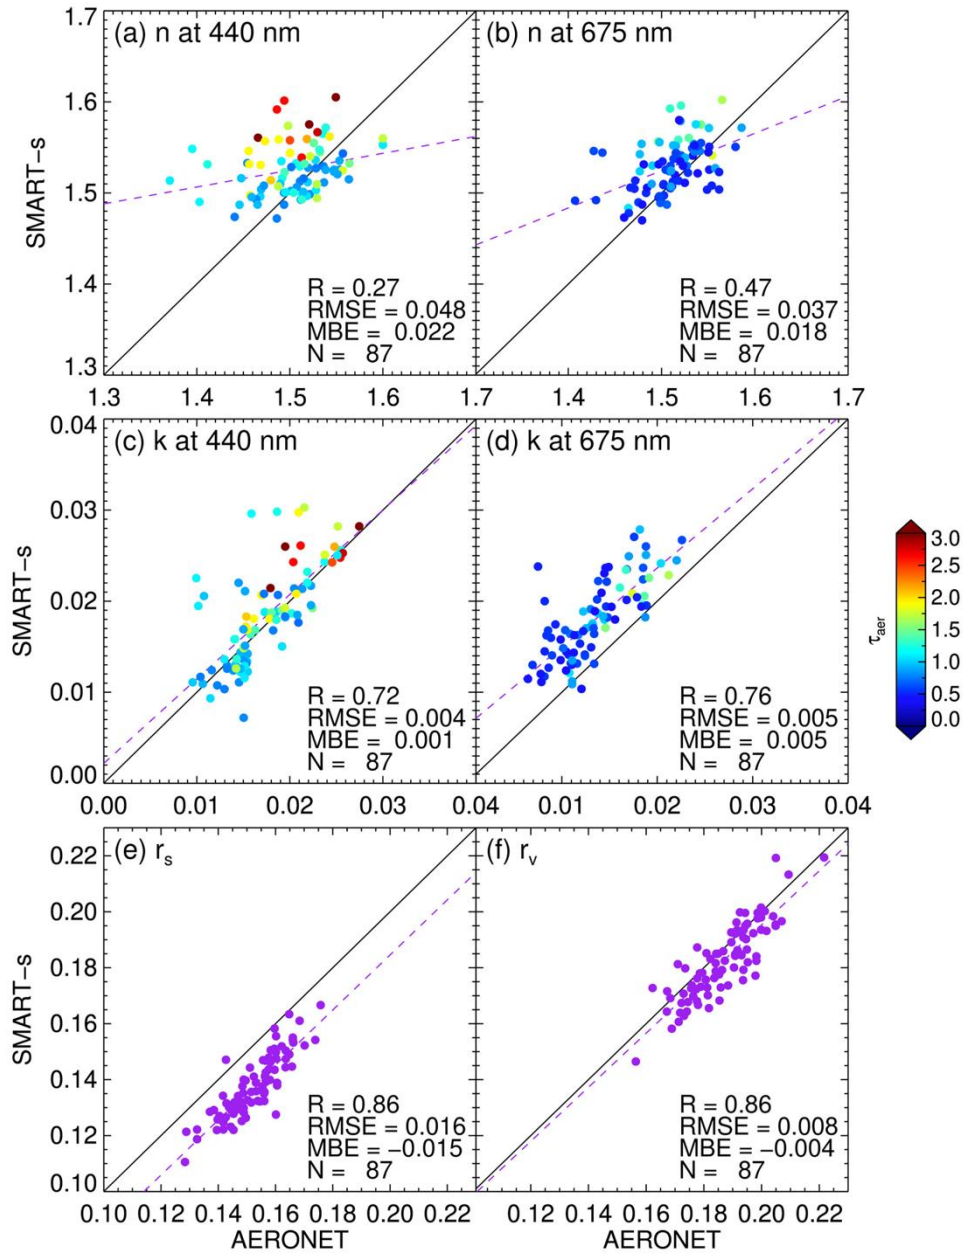 (a) n at 440 nm
(b) n at 675 nm
1.7
1.6
1.5
1.4
1.3
SMART-s
R = 0.27
RMSE = 0.048
MBE = 0.022
N = 87
R = 0.47
RMSE = 0.037
MBE = 0.018
N = 87
1.3 1.4 1.5 1.6 1.7 1.4 1.5 1.6 1.7
(c) k at 440 nm
(d) k at 675 nm
0.04
0.03
0.02
0.01
0.00
SMART-s
R = 0.72
RMSE = 0.004
MBE = 0.001
N = 87
R = 0.76
RMSE = 0.005
MBE = 0.005
N = 87
0.00 0.01 0.02 0.03 0.04 0.01 0.02 0.03 0.04
τaer
3.0
2.5
2.0
1.5
1.0
0.5
0.0
(e) rs
(f) rv
0.22
0.20
0.18
0.16
0.14
0.12
0.10
SMART-s
R = 0.86
RMSE = 0.016
MBE = −0.015
N = 87
R = 0.86
RMSE = 0.008
MBE = −0.004
N = 87
0.10 0.12 0.14 0.16 0.18 0.20 0.22 0.12 0.14 0.16 0.18 0.20 0.22
AERONET
AERONET